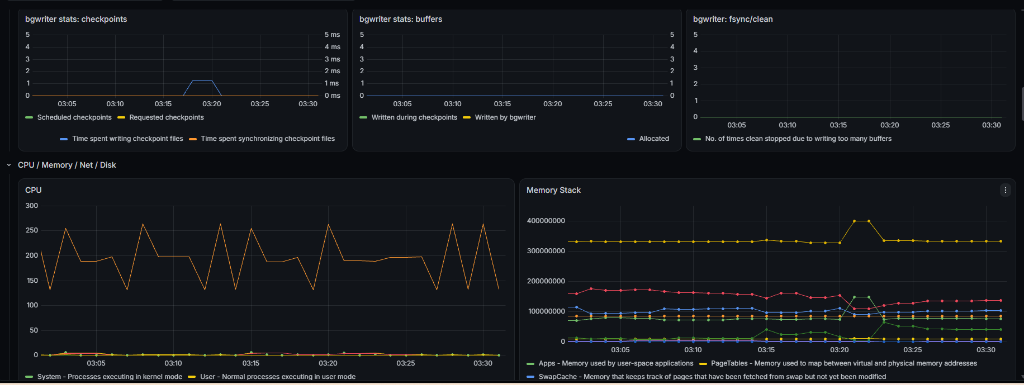 bgwriter stats: checkpoints
5 5 ms
4 4 ms
3 3 ms
2 2 ms
1 1 ms
0 0 ms
03:05 03:10 03:15 03:20 03:25 03:30
Scheduled checkpoints Requested checkpoints
Time spent writing checkpoint files Time spent synchronizing checkpoint files
bgwriter stats: buffers
5 5
4 4
3 3
2 2
1 1
0 0
03:05 03:10 03:15 03:20 03:25 03:30
Written during checkpoints Written by bgwriter
Allocated
bgwriter: fsync/clean
5
4
3
2
1
0
03:05 03:10 03:15 03:20 03:25 03:30
No. of times clean stopped due to writing too many buffers
CPU / Memory / Net / Disk
CPU
300
250
200
150
100
50
0
03:05 03:10 03:15 03:20 03:25 03:30
System - Processes executing in kernel mode User - Normal processes executing in user mode
Memory Stack
400000000
300000000
200000000
100000000
0
03:05 03:10 03:15 03:20 03:25 03:30
Apps - Memory used by user-space applications PageTables - Memory used to map between virtual and physical memory addresses
SwapCache - Memory that keeps track of pages that have been fetched from swap but not yet been modified